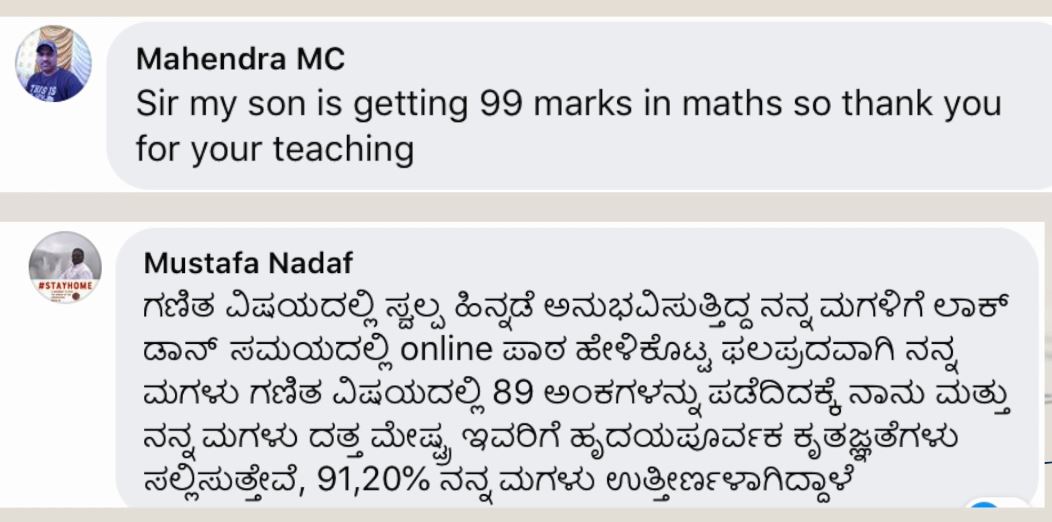 Mahendra MC
Sir my son is getting 99 marks in maths so thank you
for your teaching
Mustafa Nadaf
ಗಣಿತ ವಿಷಯದಲ್ಲಿ ಸ್ವಲ್ಪ ಹಿನ್ನಡೆ ಅನುಭವಿಸುತ್ತಿದ್ದ ನನ್ನ ಮಗಳಿಗೆ ಲಾಕ್
ಡಾನ್ ಸಮಯದಲ್ಲಿ online ಪಾಠ ಹೇಳಿಕೊಟ್ಟ ಫಲಪ್ರದವಾಗಿ ನನ್ನ
ಮಗಳು ಗಣಿತ ವಿಷಯದಲ್ಲಿ 89 ಅಂಕಗಳನ್ನು ಪಡೆದಿದಕ್ಕೆ ನಾನು ಮತ್ತು
ನನ್ನ ಮಗಳು ದತ್ತ ಮೇಷ್ಟ್ರ ಇವರಿಗೆ ಹೃದಯಪೂರ್ವಕ ಕೃತಜ್ಞತೆಗಳು
ಸಲ್ಲಿಸುತ್ತೇವೆ, 91,20% ನನ್ನ ಮಗಳು ಉತ್ತೀರ್ಣಳಾಗಿದ್ದಾಳೆ
#STAYHOME